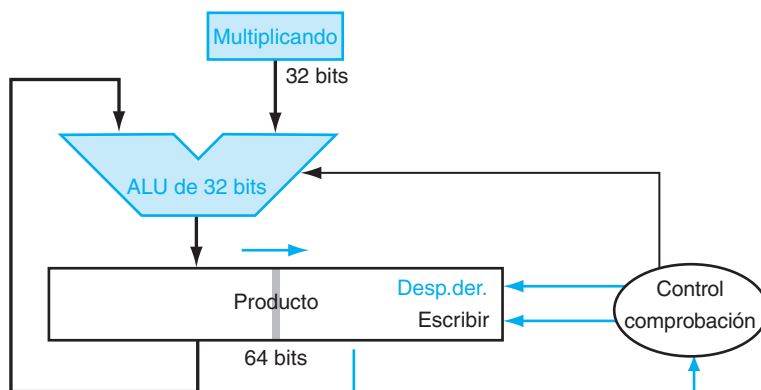 Multiplicando
32 bits
ALU de 32 bits
Producto
Desp.der.
Escribir
64 bits
Control
comprobación